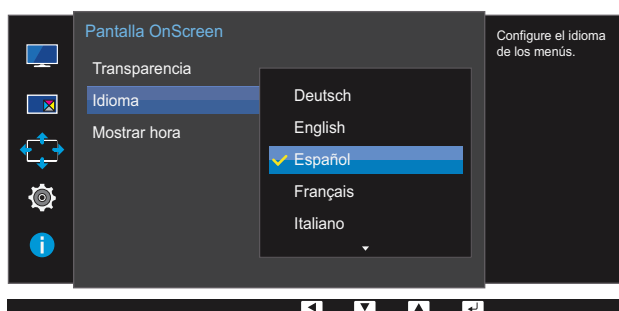 Pantalla OnScreen
Transparencia
Idioma
Mostrar hora
Deutsch
English
Español
Français
Italiano
Configure el idioma
de los menús.